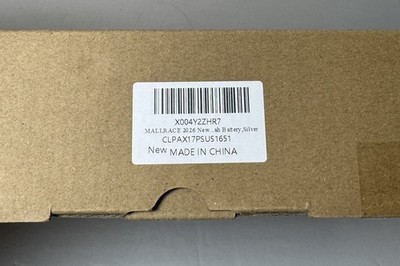 X004Y2ZHR7
MALLRACE 2026 New ...sh Battery,Silver
CLPAX17PSUS1651
New MADE IN CHINA